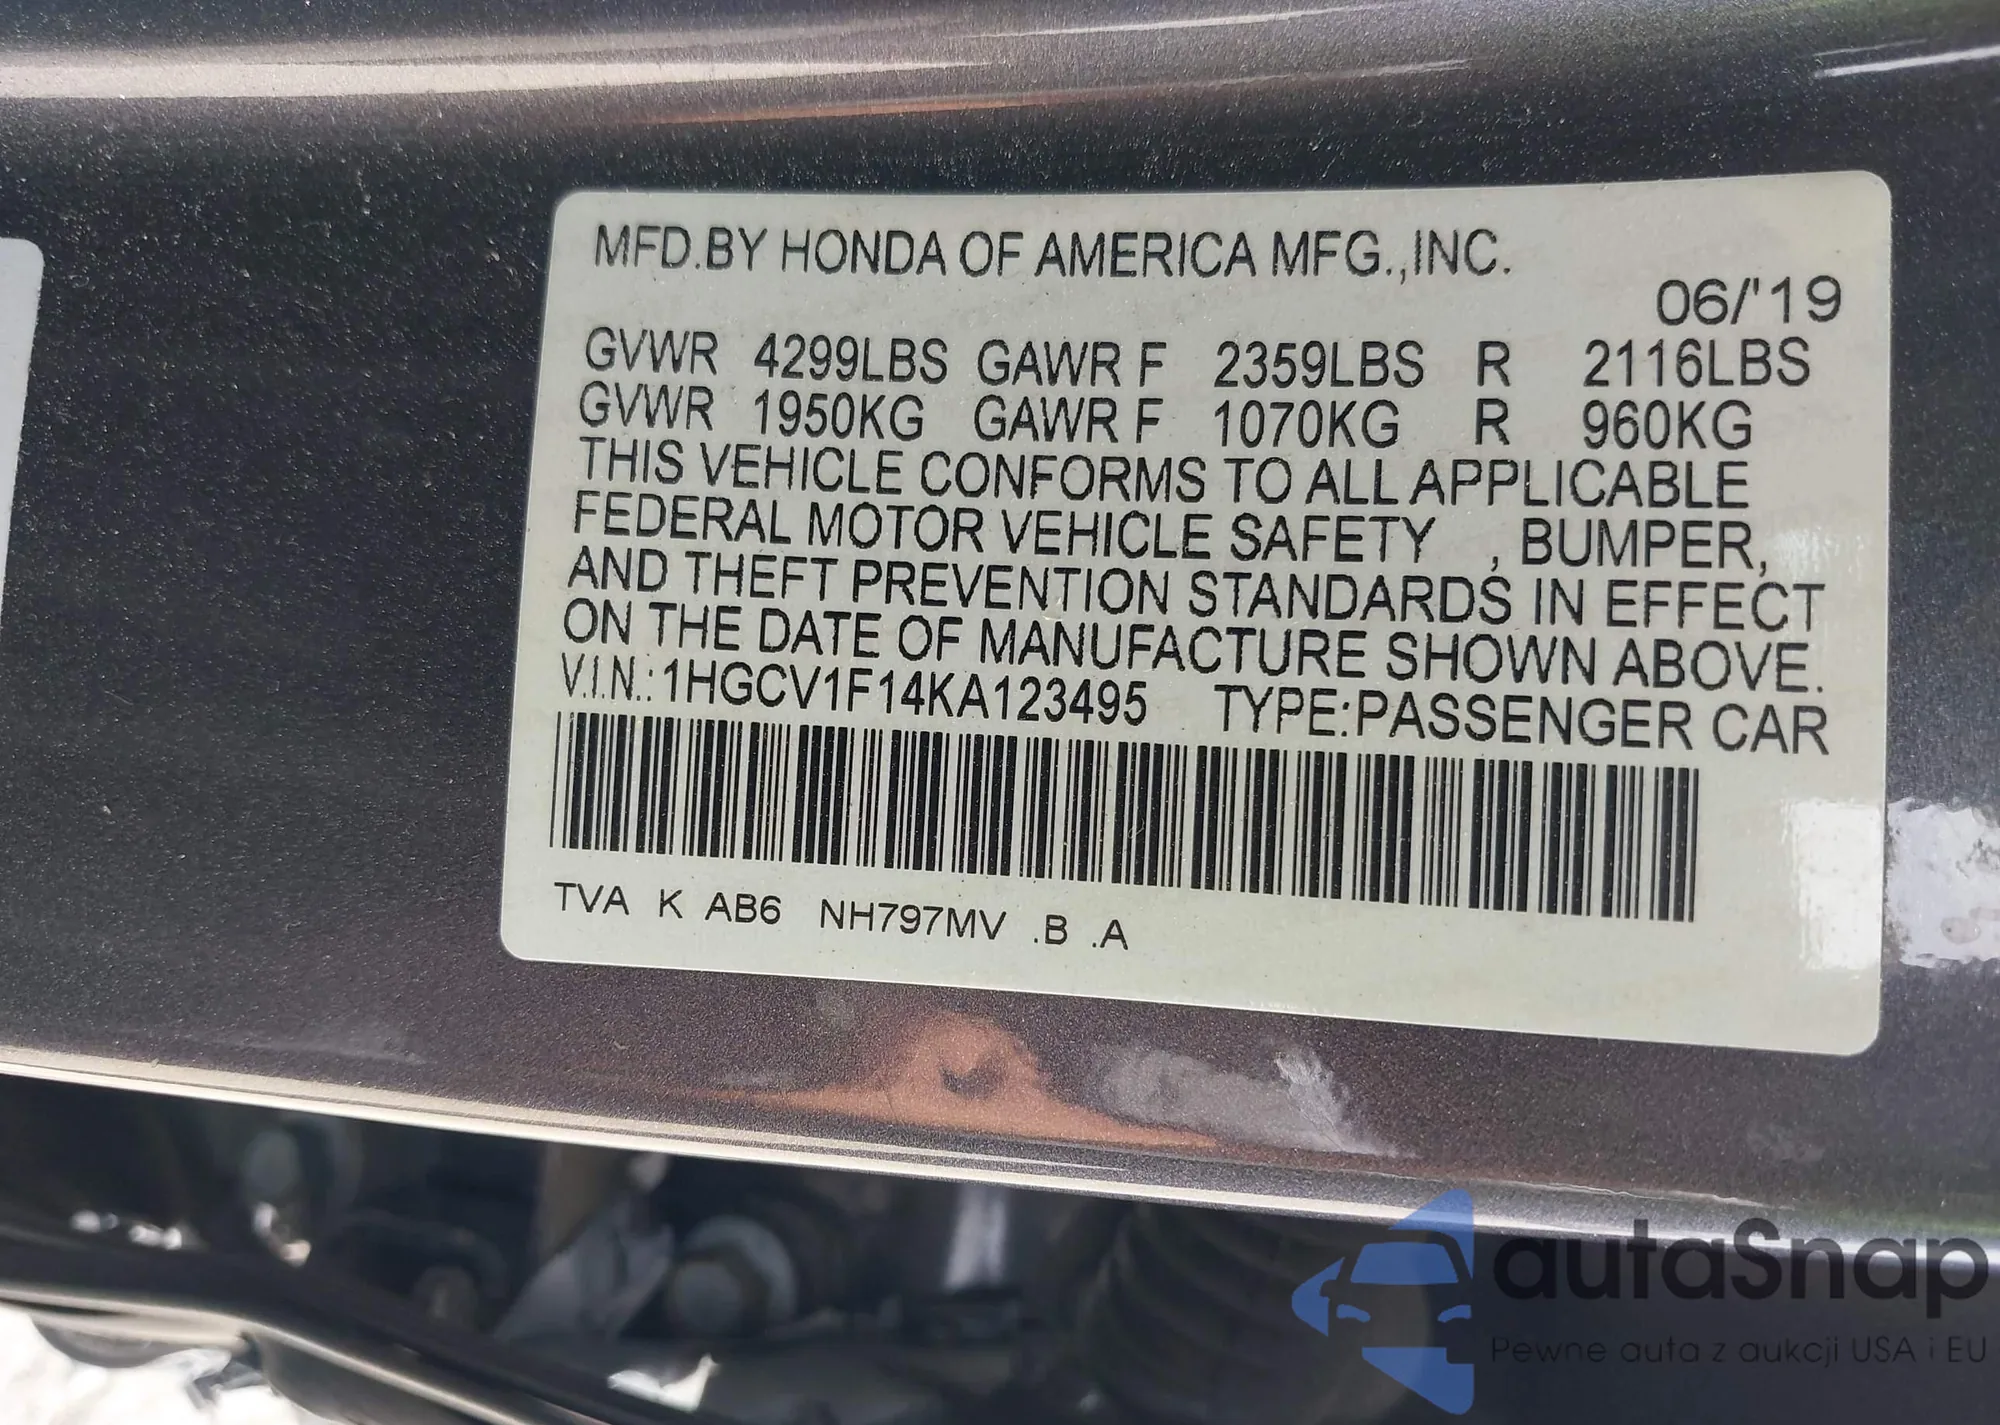 MFD.BY HONDA OF AMERICA MFG.,INC.
06/'19
GVWR 4299LBS GAWR F 2359LBS R 2116LBS
GVWR 1950KG GAWR F 1070KG R 960KG
THIS VEHICLE CONFORMS TO ALL APPLICABLE
FEDERAL MOTOR VEHICLE SAFETY , BUMPER,
AND THEFT PREVENTION STANDARDS IN EFFECT
ON THE DATE OF MANUFACTURE SHOWN ABOVE.
V.I.N.:1HGCV1F14KA123495 TYPE:PASSENGER CAR
TVA K AB6 NH797MV .B .A
autaSnap
Pewne auta z aukcji USA i EU